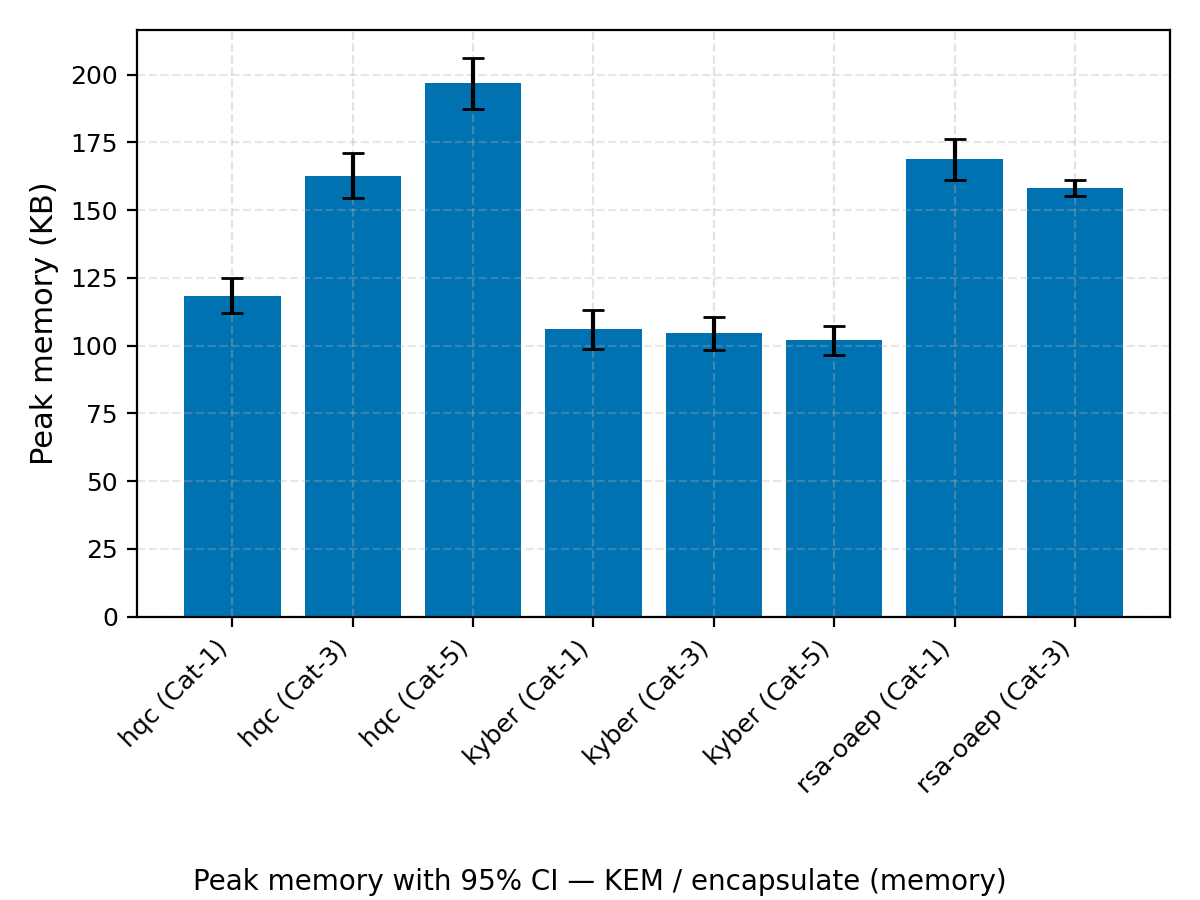 Peak memory (KB)
200
175
150
125
100
75
50
25
0
hqc (Cat-1)
hqc (Cat-3)
hqc (Cat-5)
kyber (Cat-1)
kyber (Cat-3)
kyber (Cat-5)
rsa-oaep (Cat-1)
rsa-oaep (Cat-3)
Peak memory with 95% CI — KEM / encapsulate (memory)